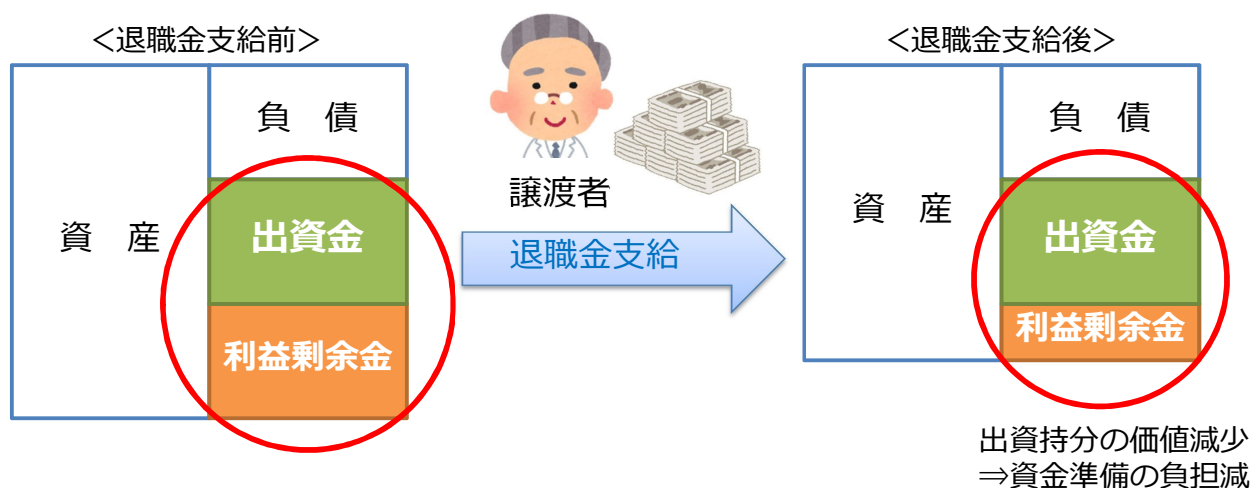 ＜退職金支給前＞
資　産
負　債
出資金
利益剰余金
譲渡者
退職金支給
＜退職金支給後＞
資　産
負　債
出資金
利益剰余金
出資持分の価値減少
⇒資金準備の負担減